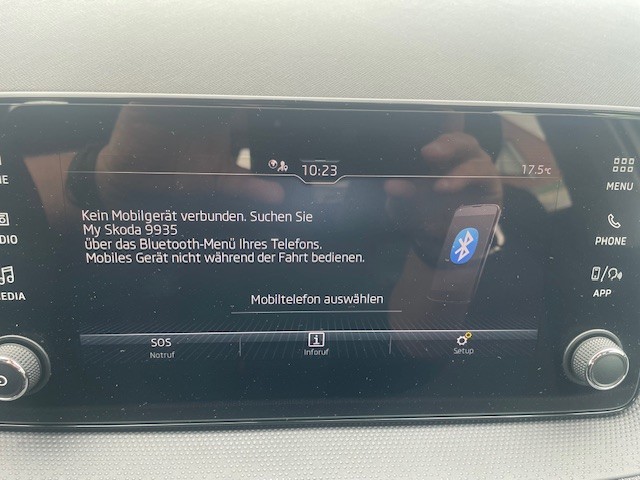 10:23
17.5°C
MENU
Kein Mobilgerät verbunden. Suchen Sie
My Skoda 9935
über das Bluetooth-Menü Ihres Telefons.
Mobiles Gerät nicht während der Fahrt bedienen.
PHONE
EDIA
APP
Mobiltelefon auswählen
SOS
Notruf
i
Inforuf
Setup